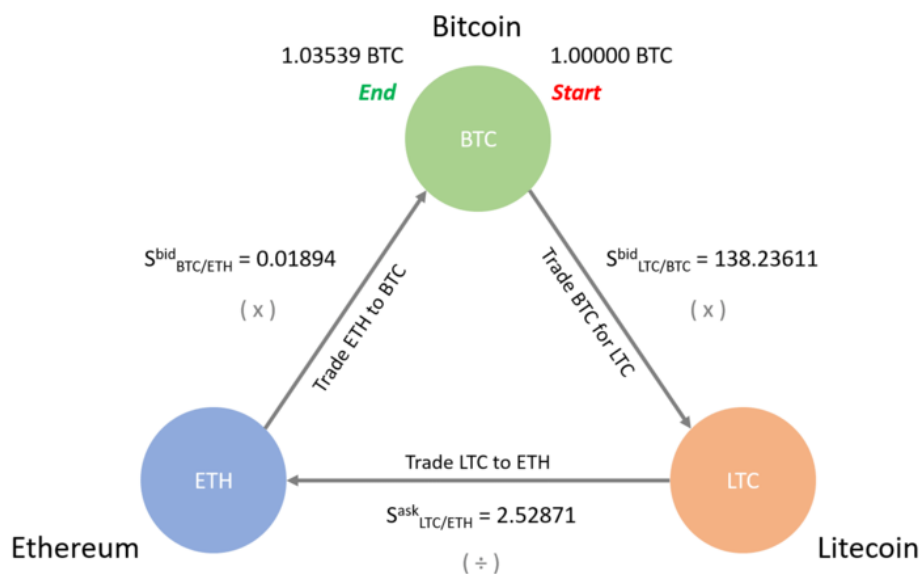 Bitcoin
1.03539 BTC
1.00000 BTC
End
Start
BTC
S^bid_BTC/ETH = 0.01894
( x )
Trade ETH to BTC
Trade BTC for LTC
S^bid_LTC/BTC = 138.23611
( x )
Trade LTC to ETH
ETH
LTC
S^ask_LTC/ETH = 2.52871
( ÷ )
Ethereum
Litecoin